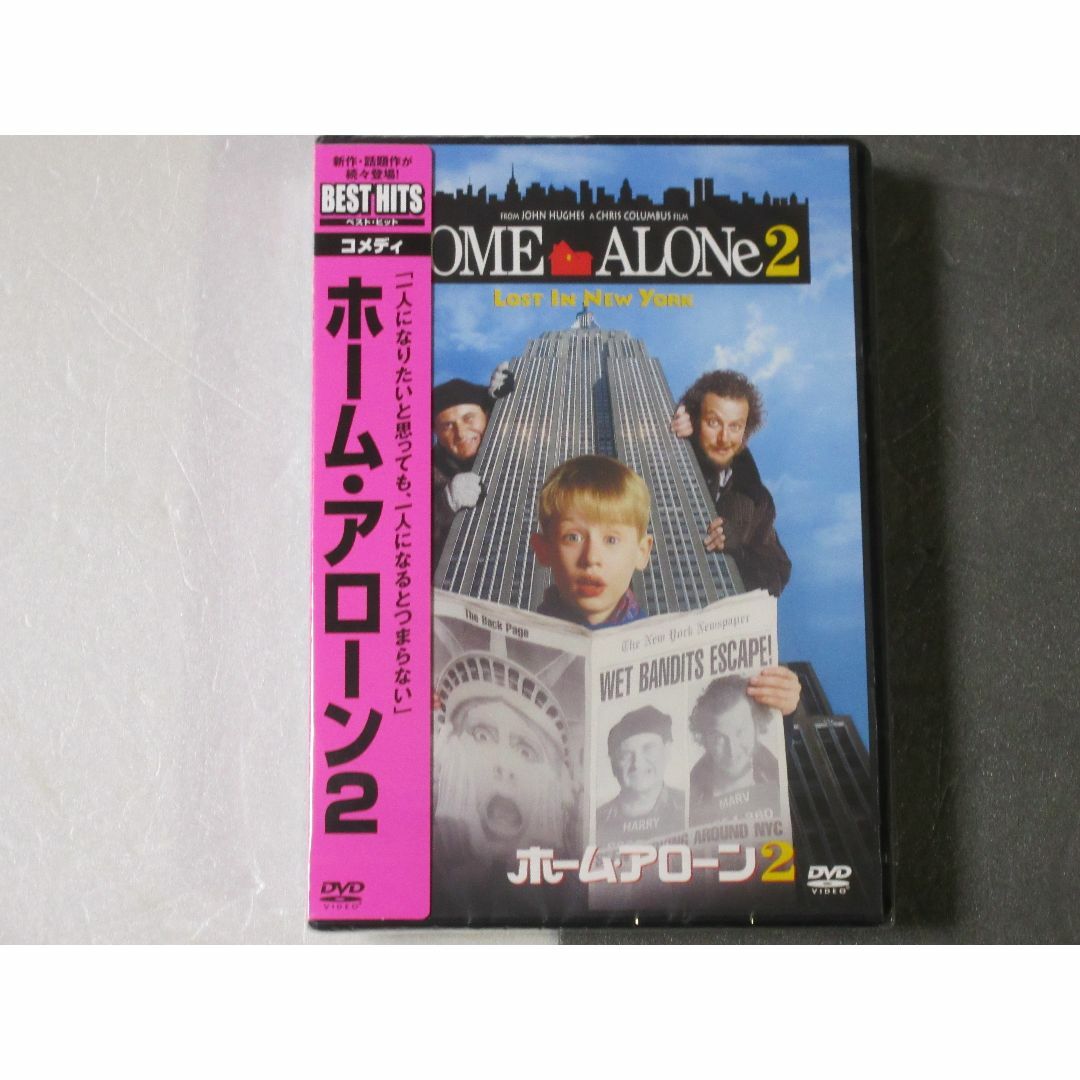 新作・話題作が
続々登場!
BEST HITS
ベスト・ヒット
コメディ
「一人になりたいと思っても、一人になるとつまらない」
ホーム・アローン2
DVD
VIDEO
FROM JOHN HUGHES A CHRIS COLUMBUS FILM
OME ALONe2
LOST IN NEW YORK
The Back Page
The New York Newspaper
WET BANDITS ESCAPE!
HARRY
MARV
AROUND NYC
ホーム・アローン2
DVD
VIDEO